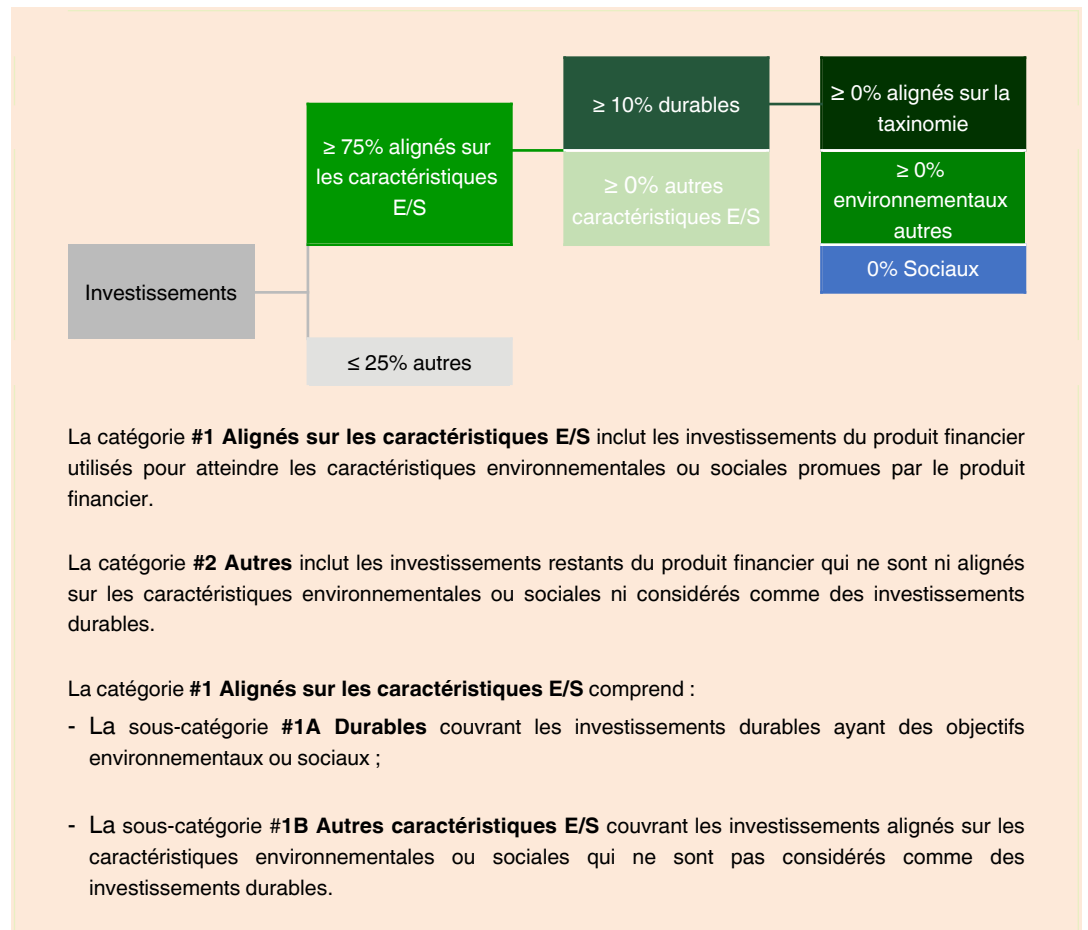 ≥ 75% alignés sur
les caractéristiques
E/S
≥ 10% durables
≥ 0% autres
caractéristiques E/S
≥ 0% alignés sur la
taxinomie
≥ 0%
environnementaux
autres
0% Sociaux
Investissements
≤ 25% autres
La catégorie #1 Alignés sur les caractéristiques E/S inclut les investissements du produit financier
utilisés pour atteindre les caractéristiques environnementales ou sociales promues par le produit
financier.
La catégorie #2 Autres inclut les investissements restants du produit financier qui ne sont ni alignés
sur les caractéristiques environnementales ou sociales ni considérés comme des investissements
durables.
La catégorie #1 Alignés sur les caractéristiques E/S comprend :
- La sous-catégorie #1A Durables couvrant les investissements durables ayant des objectifs
environnementaux ou sociaux ;
- La sous-catégorie #1B Autres caractéristiques E/S couvrant les investissements alignés sur les
caractéristiques environnementales ou sociales qui ne sont pas considérés comme des
investissements durables.